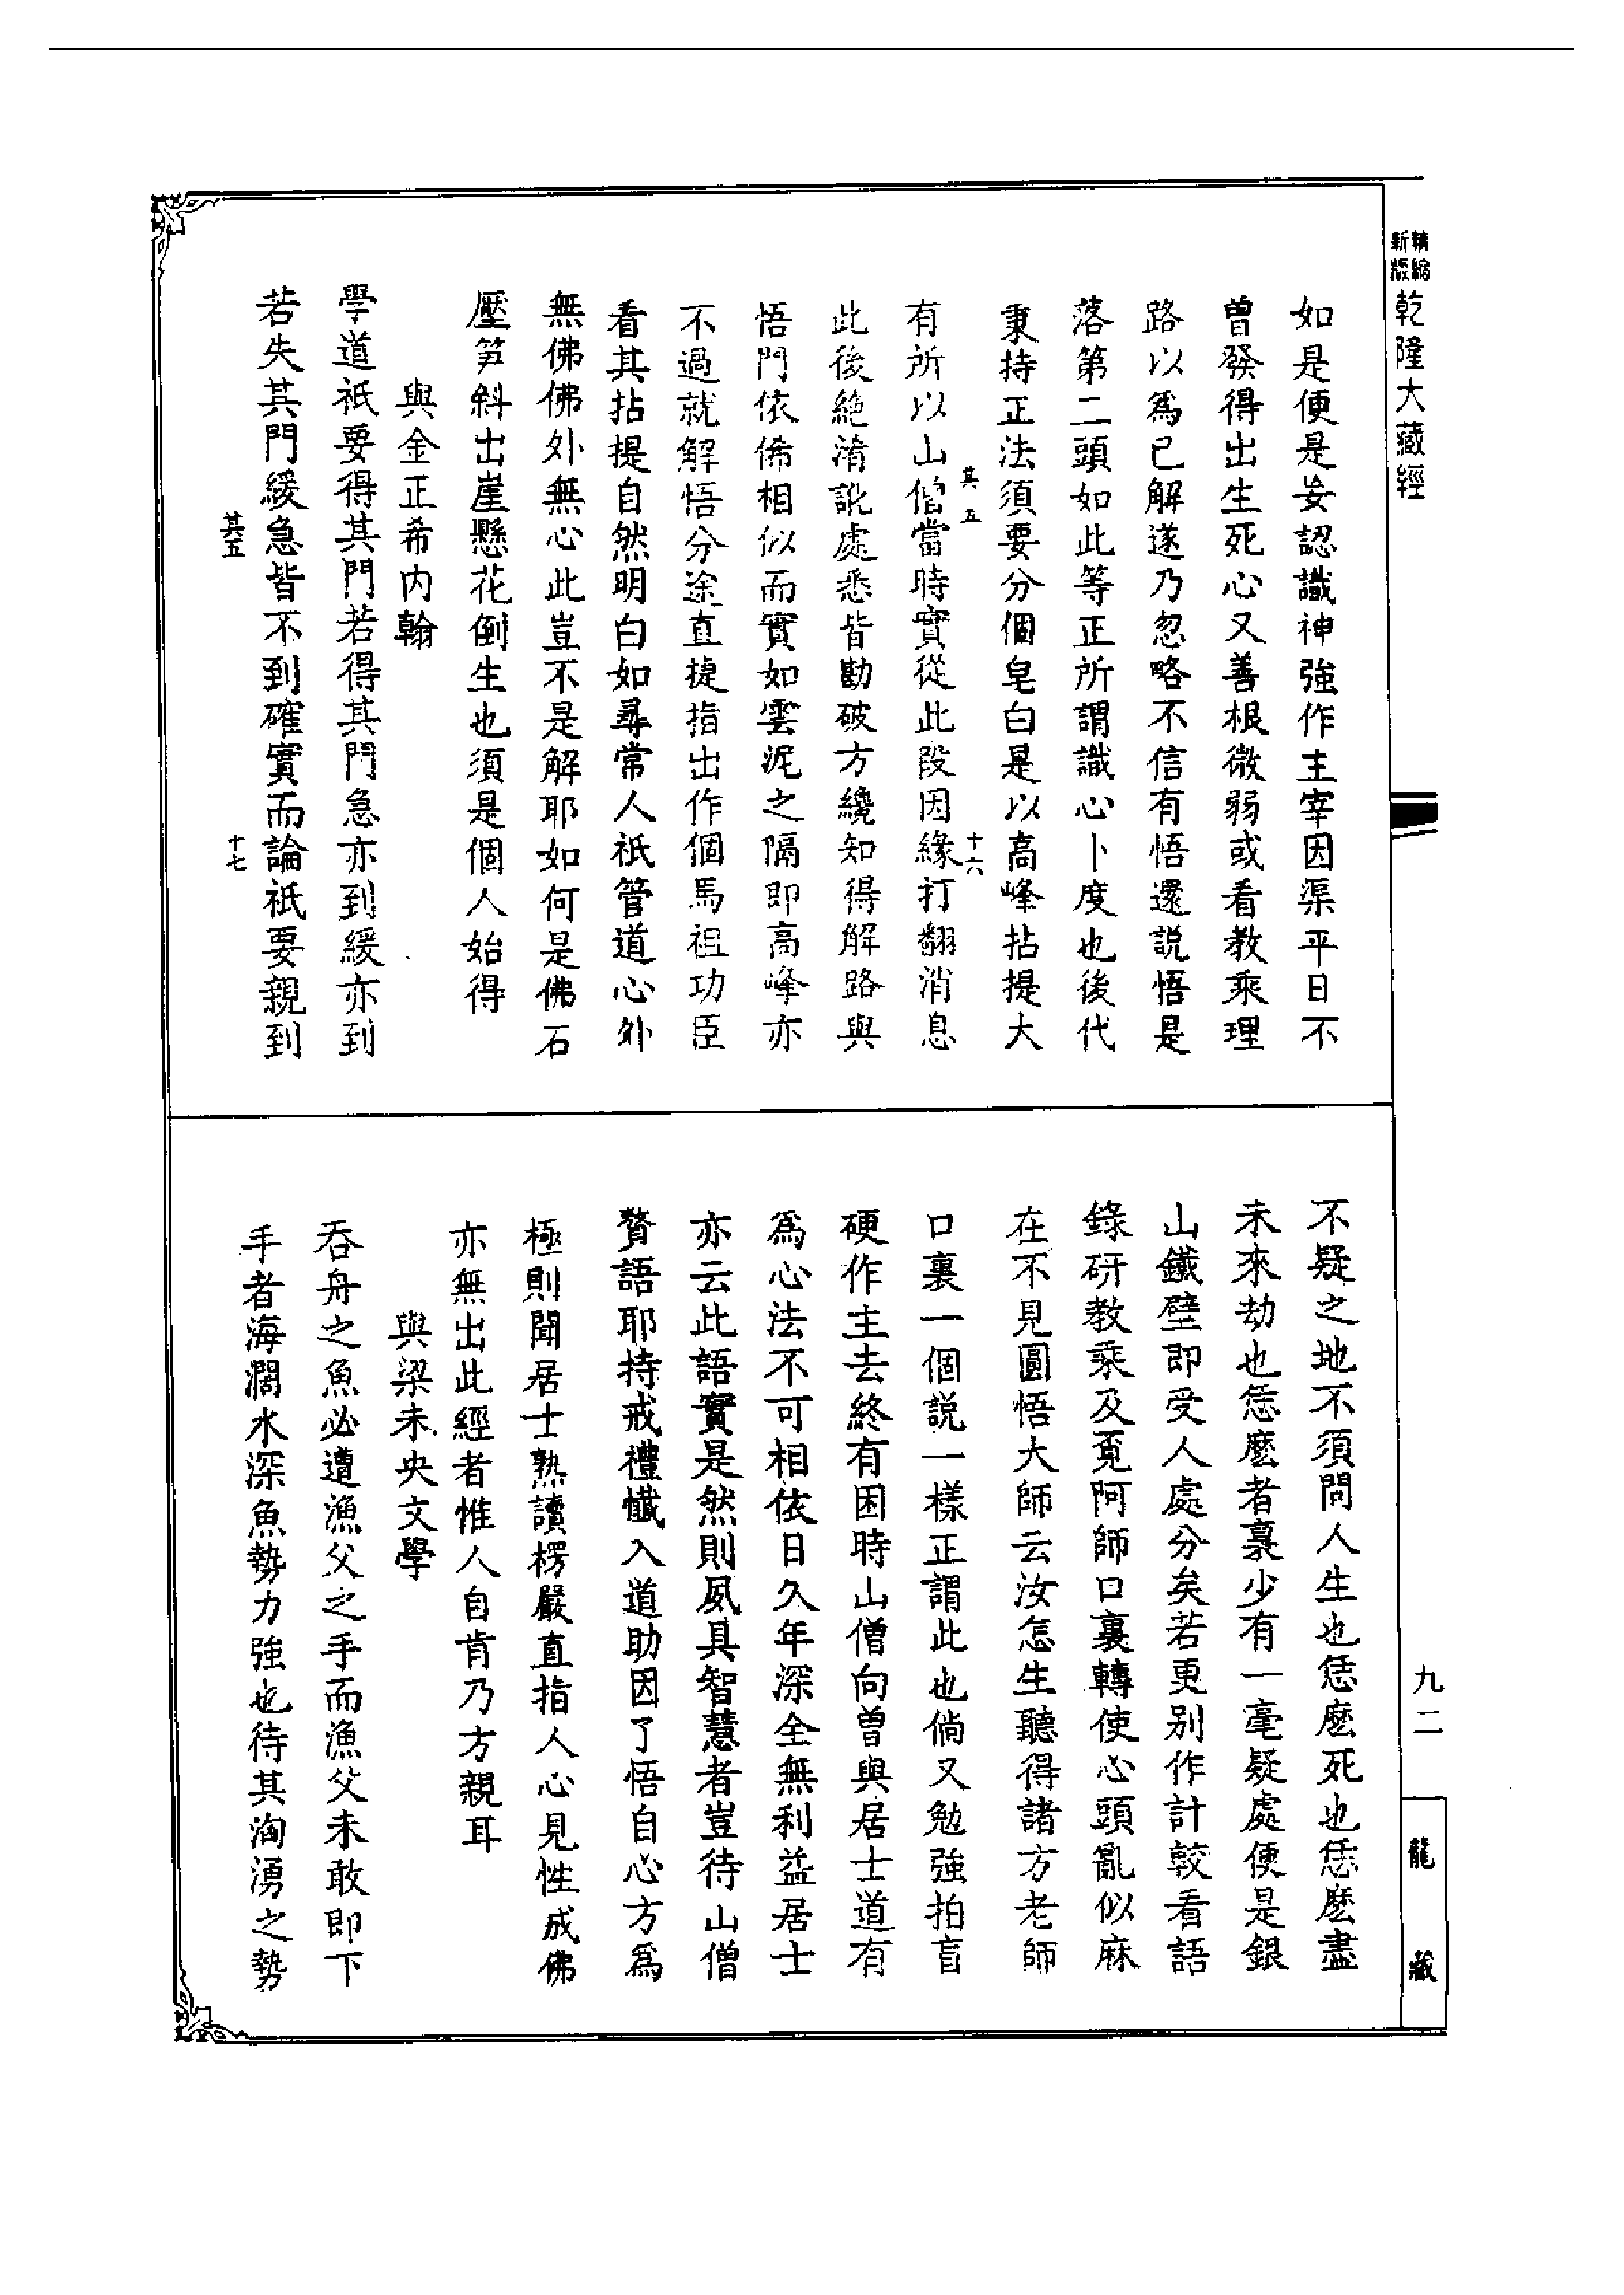 精縮新版乾隆大藏經
如是便是妄認識神強作主宰因渠平日不
曾發得出生死心又善根微弱或看教乘理
路以為已解遂乃忽略不信有悟還說悟是
落第二頭如此等正所謂識心卜度也後代
秉持正法須要分個皂白是以高峰拈提大
其五
十六
有所以山僧當時實從此段因緣打翻消息
此後絕淆訛處悉皆勘破方纔知得解路與
悟門依俙相似而實如雲泥之隔即高峰亦
不過就解悟分途直捷指出作個馬祖功臣
看其拈提自然明白如尋常人祇管道心外
無佛佛外無心此豈不是解耶如何是佛石
壓笋斜出崖懸花倒生也須是個人始得
與金正希內翰
學道祇要得其門若得其門急亦到緩亦到
若失其門緩急皆不到確實而論祇要親到
其五
十七
不疑之地不須問人生也恁麼死也恁麼盡
未來劫也恁麼者裏少有一毫疑處便是銀
山鐵壁即受人處分矣若更別作計較看語
錄研教乘及覓阿師口裏轉使心頭亂似麻
在不見圜悟大師云汝怎生聽得諸方老師
口裏一個說一樣正謂此也倘又勉強拍盲
硬作主去終有困時山僧向曾與居士道有
為心法不可相依日久年深全無利益居士
亦云此語實是然則夙具智慧者豈待山僧
贅語耶持戒禮懺入道助因了悟自心方為
極則聞居士熟讀楞嚴直指人心見性成佛
亦無出此經者惟人自肯乃方親耳
與梁未央文學
吞舟之魚必遭漁父之手而漁父未敢即下
手者海濶水深魚勢力強也待其洶湧之勢
九二
龍藏